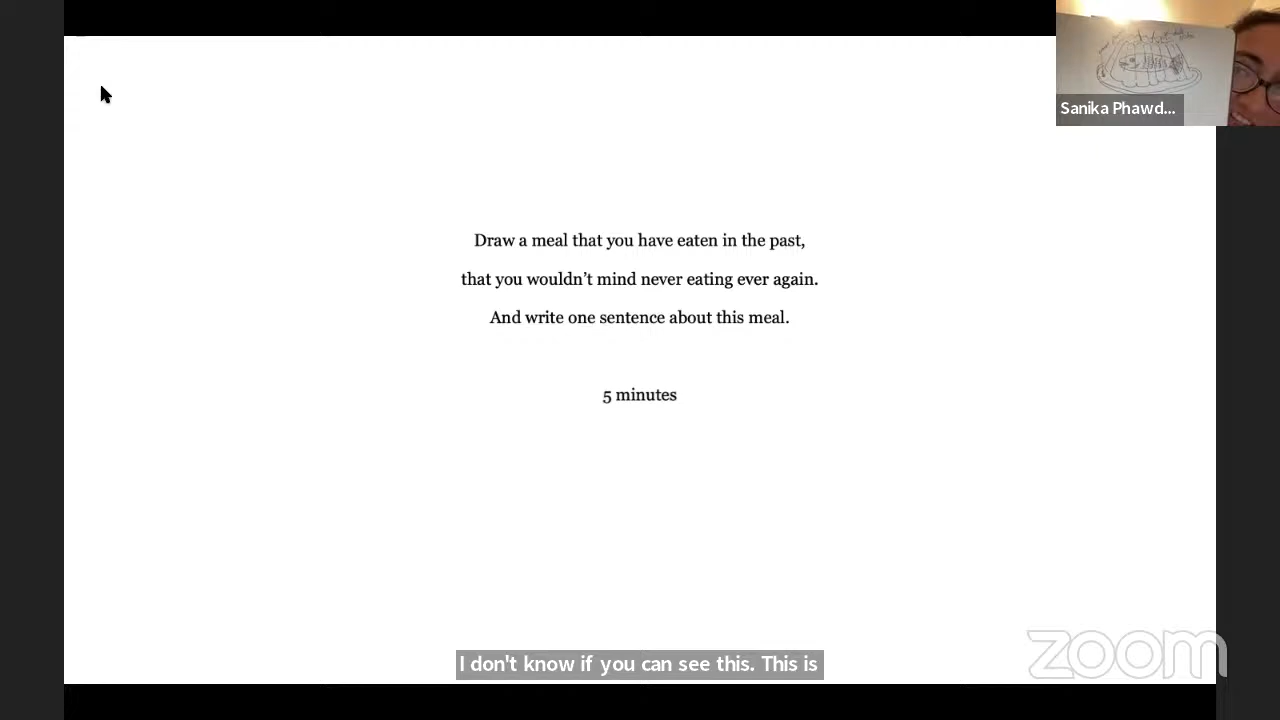 Sanika Phawd...
Draw a meal that you have eaten in the past,
that you wouldn't mind never eating ever again.
And write one sentence about this meal.
5 minutes
I don't know if you can see this. This is
zoom